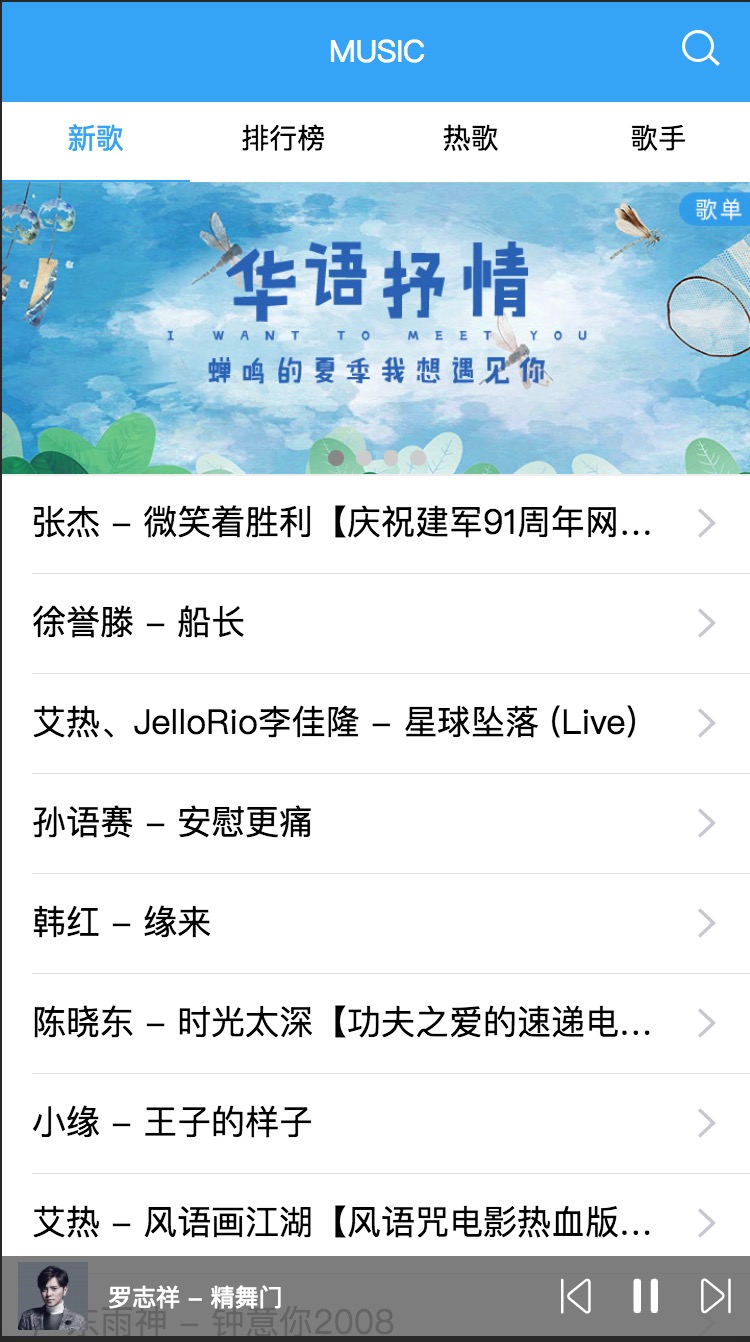 MUSIC
新歌 排行榜 热歌 歌手
歌单
华语抒情
I WANT TO MEET YOU
蝉鸣的夏季我想遇见你
张杰 - 微笑着胜利【庆祝建军91周年网...
徐誉滕 - 船长
艾热、JelloRio李佳隆 - 星球坠落 (Live)
孙语赛 - 安慰更痛
韩红 - 缘来
陈晓东 - 时光太深【功夫之爱的速递电...
小缘 - 王子的样子
艾热 - 风语画江湖【风语咒电影热血版...
罗志祥 - 精舞门
雨神 - 钟意你2008